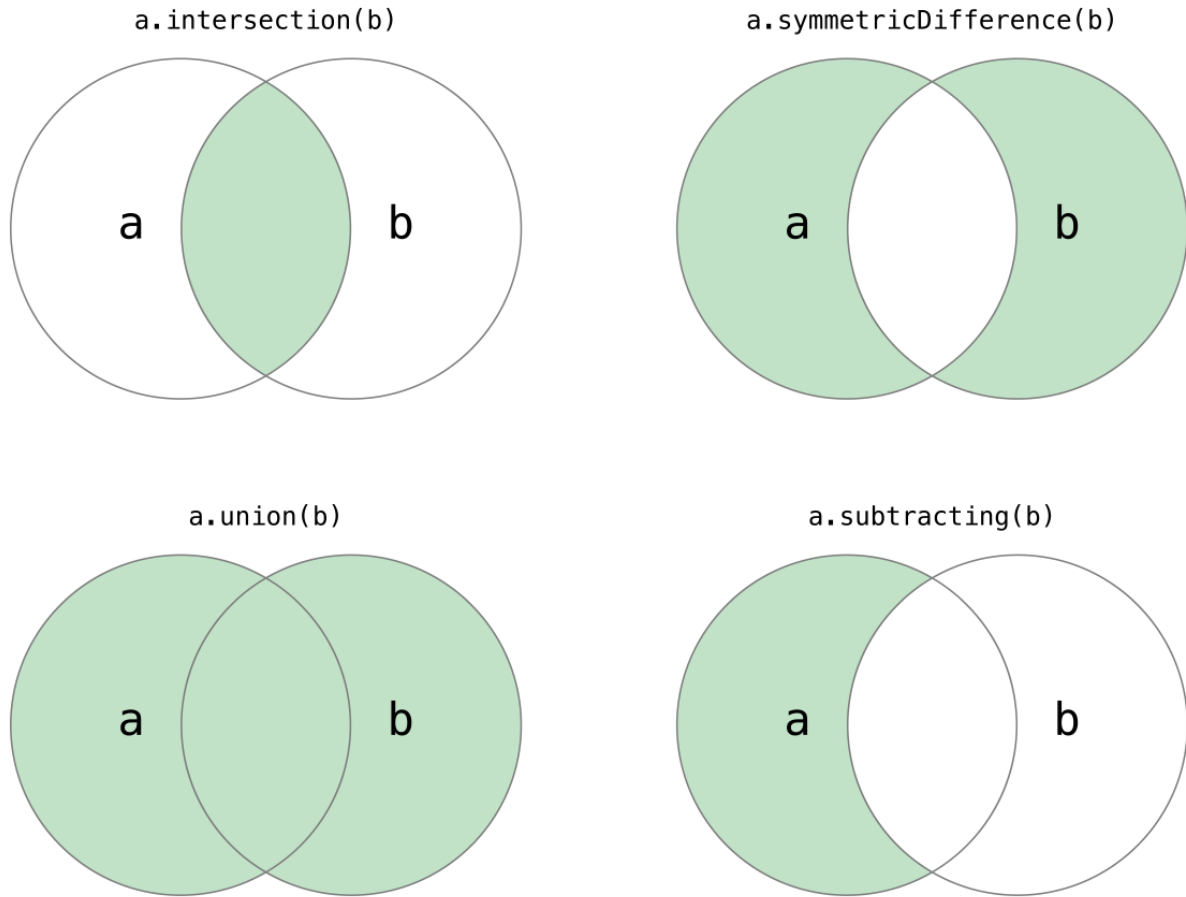 a.intersection(b)
a.symmetricDifference(b)
a
b
a
b
a.union(b)
a.subtracting(b)
a
b
a
b